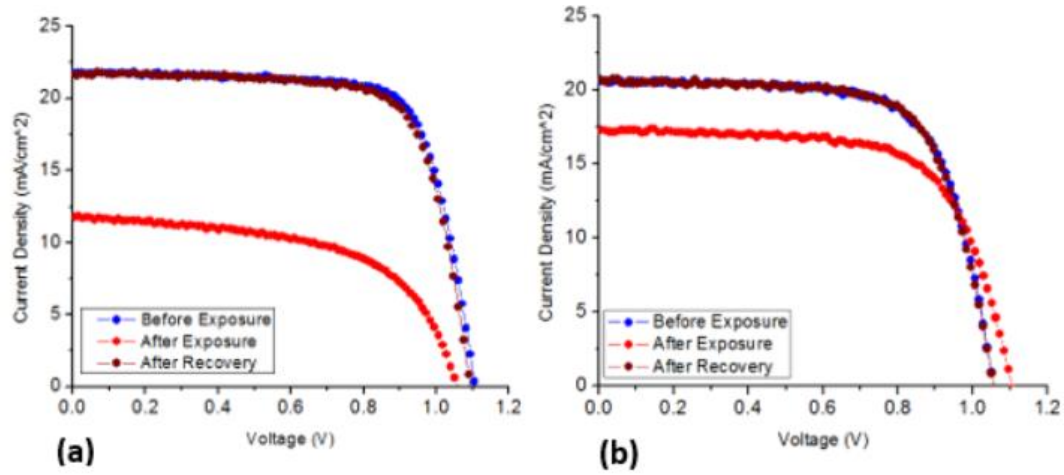 25
20
15
10
5
0
Current Density (mA/cm^2)
Before Exposure
After Exposure
After Recovery
0.0 0.2 0.4 0.6 0.8 1.0 1.2
Voltage (V)
(a)
25
20
15
10
5
0
Current Density (mA/cm^2)
Before Exposure
After Exposure
After Recovery
0.0 0.2 0.4 0.6 0.8 1.0 1.2
Voltage (V)
(b)